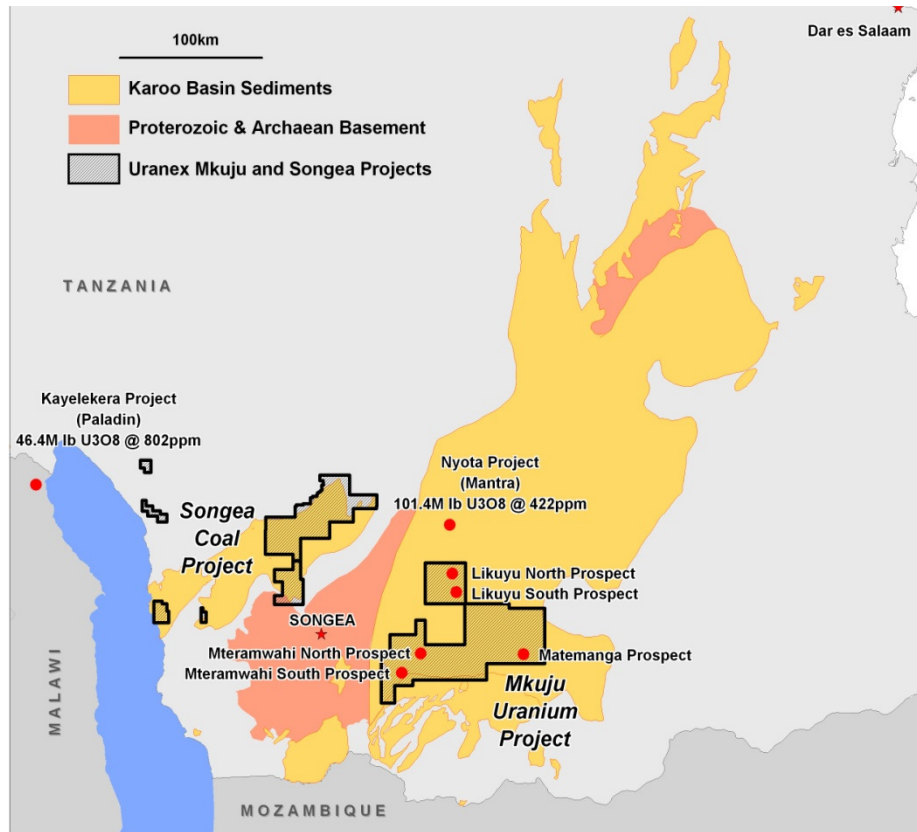 Dar es Salaam
100km
Karoo Basin Sediments
Proterozoic & Archaean Basement
Uranex Mkuju and Songea Projects
TANZANIA
Kayelekera Project
(Paladin)
46.4M lb U3O8 @ 802ppm
Nyota Project
(Mantra)
101.4M lb U3O8 @ 422ppm
Songea
Coal
Project
Likuyu North Prospect
Likuyu South Prospect
SONGEA
Mteramwahi North Prospect
Mteramwahi South Prospect
Matemanga Prospect
Mkuju
Uranium
Project
MALAWI
MOZAMBIQUE